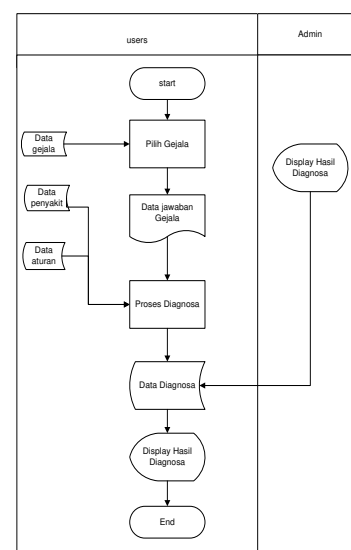 users
Admin
start
Data
gejala
Pilih Gejala
Data
penyakit
Data jawaban
Gejala
Display Hasil
Diagnosa
Data
aturan
Proses Diagnosa
Data Diagnosa
Display Hasil
Diagnosa
End